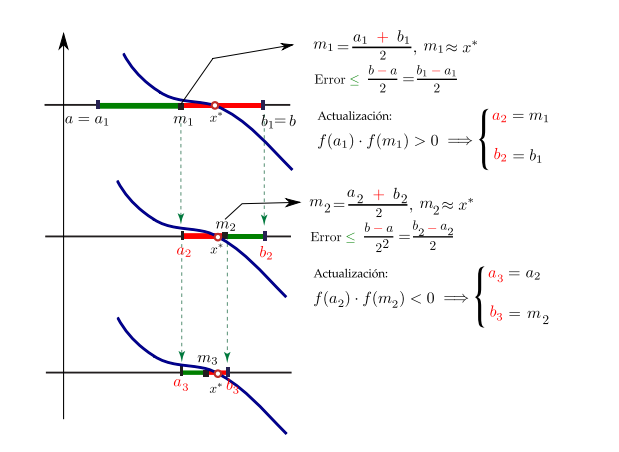 m₁ = (a₁ + b₁)/2, m₁ ≈ x*
Error ≤ (b − a)/2 = (b₁ − a₁)/2
a = a₁ m₁ x* b₁ = b
Actualización:
f(a₁) · f(m₁) > 0 ⟹ { a₂ = m₁
b₂ = b₁
m₂ = (a₂ + b₂)/2, m₂ ≈ x*
m₂
Error ≤ (b − a)/2² = (b₂ − a₂)/2
a₂ x* b₂
Actualización:
f(a₂) · f(m₂) < 0 ⟹ { a₃ = a₂
b₃ = m₂
m₃
a₃ x* b₃